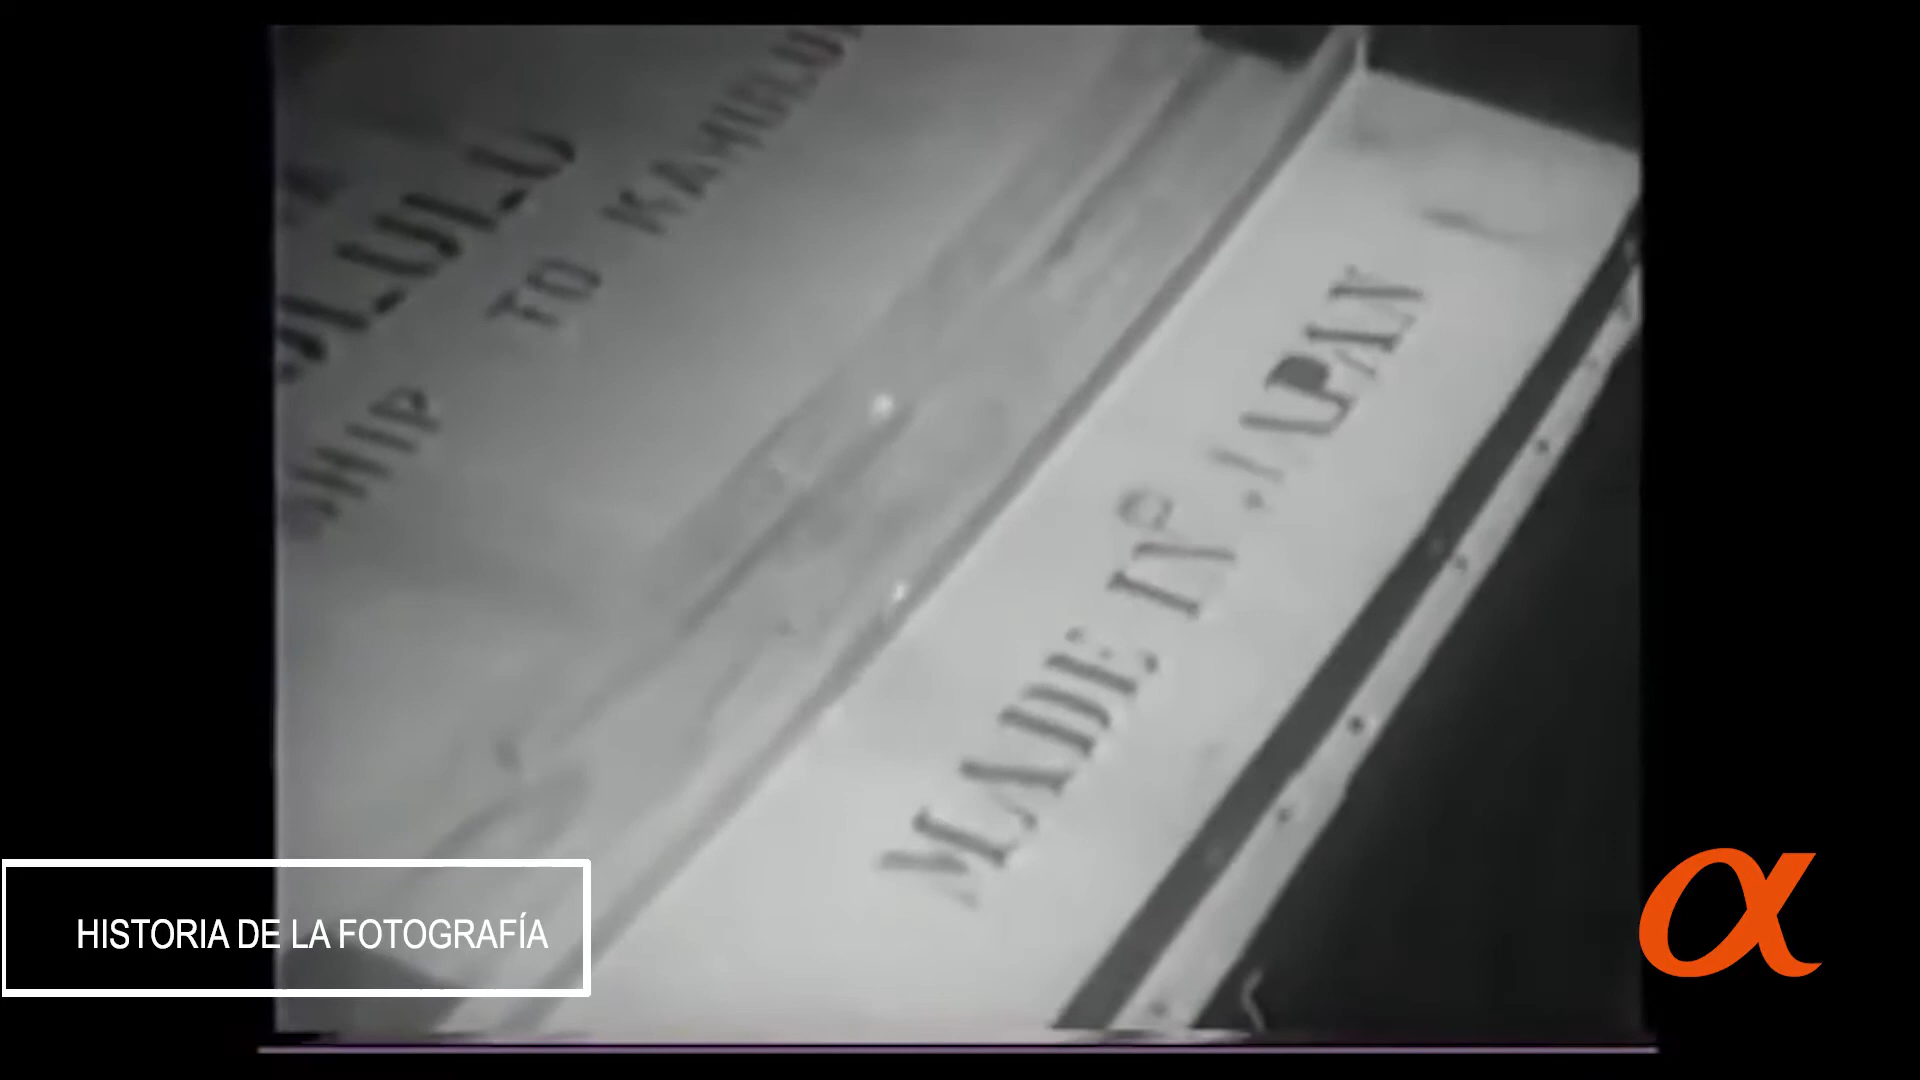 TO
SHIP
MADE IN JAPAN
HISTORIA DE LA FOTOGRAFÍA
α